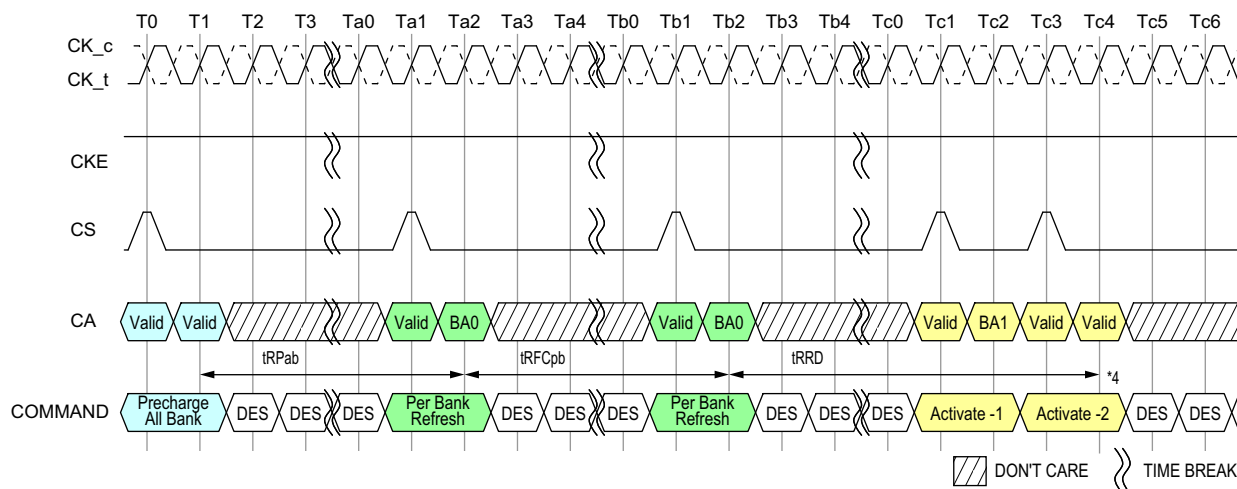 T0 T1 T2 T3 Ta0 Ta1 Ta2 Ta3 Ta4 Tb0 Tb1 Tb2 Tb3 Tb4 Tc0 Tc1 Tc2 Tc3 Tc4 Tc5 Tc6
CK_c
CK_t
CKE
CS
CA Valid Valid Valid BA0 Valid BA0 Valid BA1 Valid Valid
tRPab tRFCpb tRRD *4
COMMAND Precharge All Bank DES DES DES Per Bank Refresh DES DES DES Per Bank Refresh DES DES DES Activate -1 Activate -2 DES DES
DON'T CARE TIME BREAK